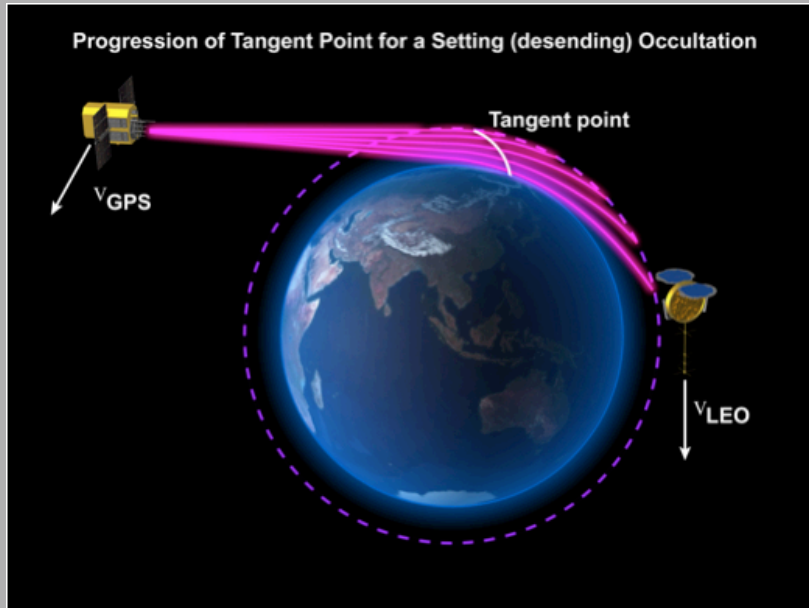 Progression of Tangent Point for a Setting (desending) Occultation
Tangent point
VGPS
VLEO